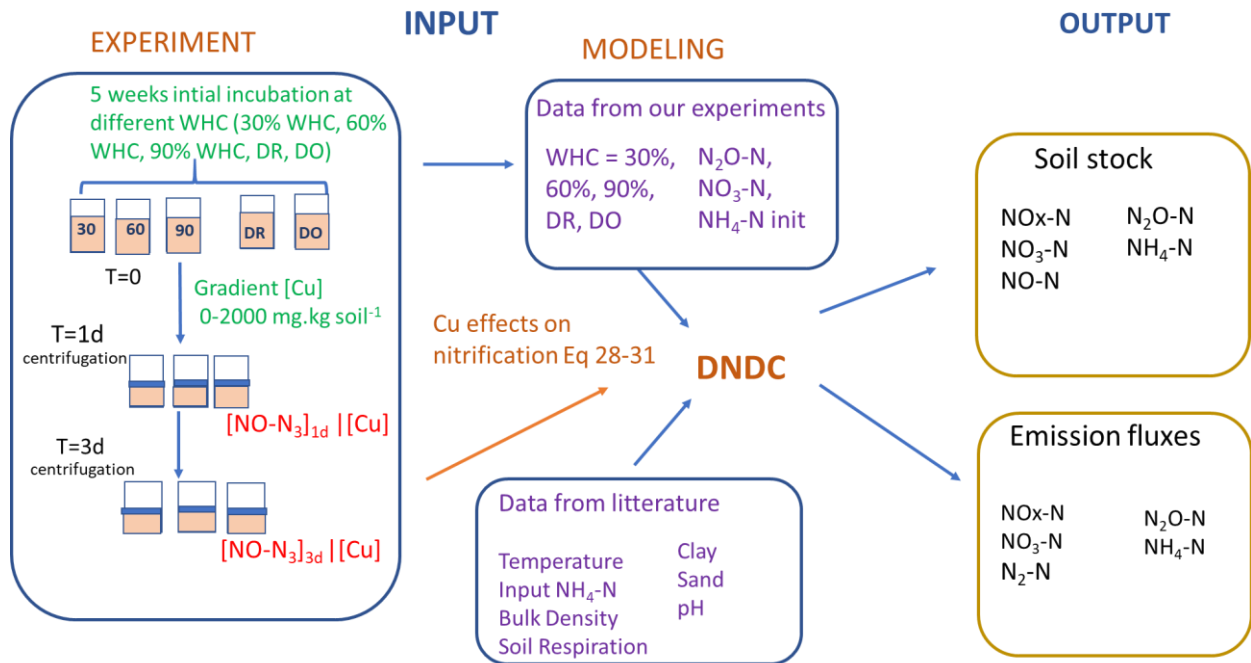 INPUT
OUTPUT
EXPERIMENT
MODELING
5 weeks intial incubation at
different WHC (30% WHC, 60%
WHC, 90% WHC, DR, DO)
30
60
90
DR
DO
T=0
Gradient [Cu]
0-2000 mg.kg soil⁻¹
T=1d
centrifugation
[NO-N₃]₁d |[Cu]
T=3d
centrifugation
[NO-N₃]₃d |[Cu]
Data from our experiments
WHC = 30%,
60%, 90%,
DR, DO
N₂O-N,
NO₃-N,
NH₄-N init
Cu effects on
nitrification Eq 28-31
DNDC
Data from litterature
Temperature
Input NH₄-N
Bulk Density
Soil Respiration
Clay
Sand
pH
Soil stock
NOx-N
NO₃-N
NO-N
N₂O-N
NH₄-N
Emission fluxes
NOx-N
NO₃-N
N₂-N
N₂O-N
NH₄-N